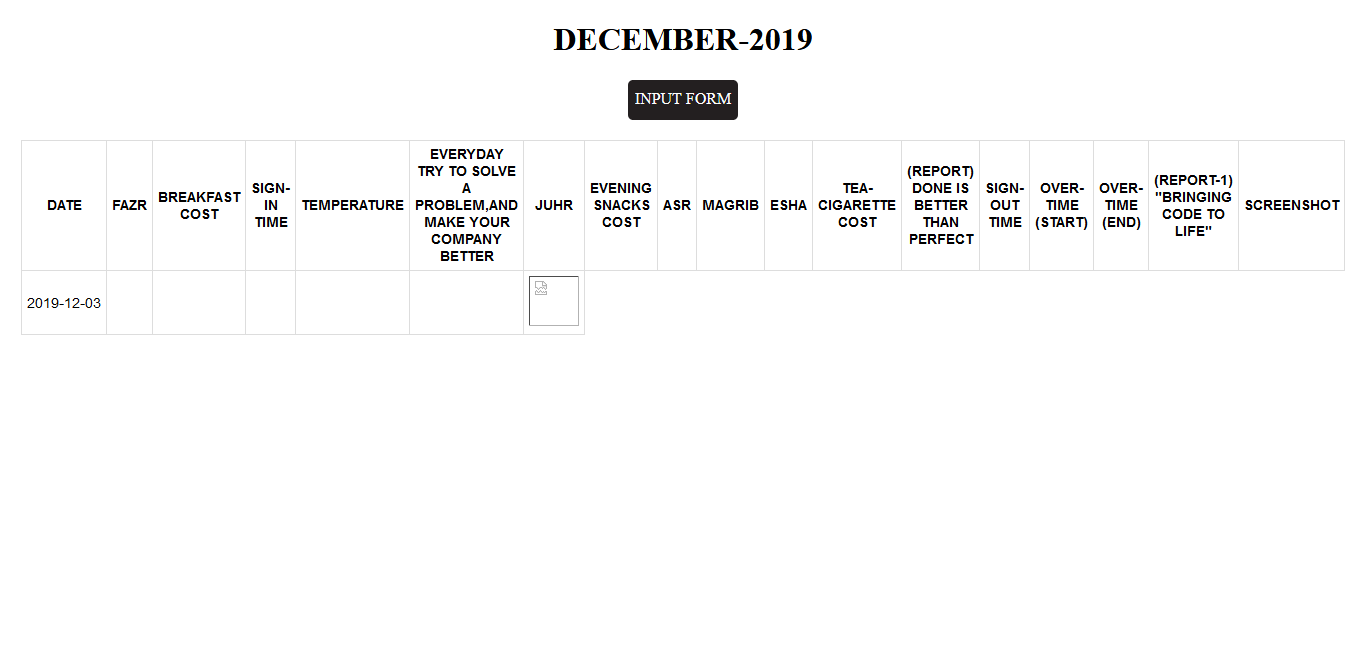 DECEMBER-2019
INPUT FORM
DATE
FAZR
BREAKFAST
COST
SIGN-
IN
TIME
TEMPERATURE
EVERYDAY
TRY TO SOLVE
A
PROBLEM,AND
MAKE YOUR
COMPANY
BETTER
JUHR
EVENING
SNACKS
COST
ASR
MAGRIB
ESHA
TEA-
CIGARETTE
COST
(REPORT)
DONE IS
BETTER
THAN
PERFECT
SIGN-
OUT
TIME
OVER-
TIME
(START)
OVER-
TIME
(END)
(REPORT-1)
"BRINGING
CODE TO
LIFE"
SCREENSHOT
2019-12-03